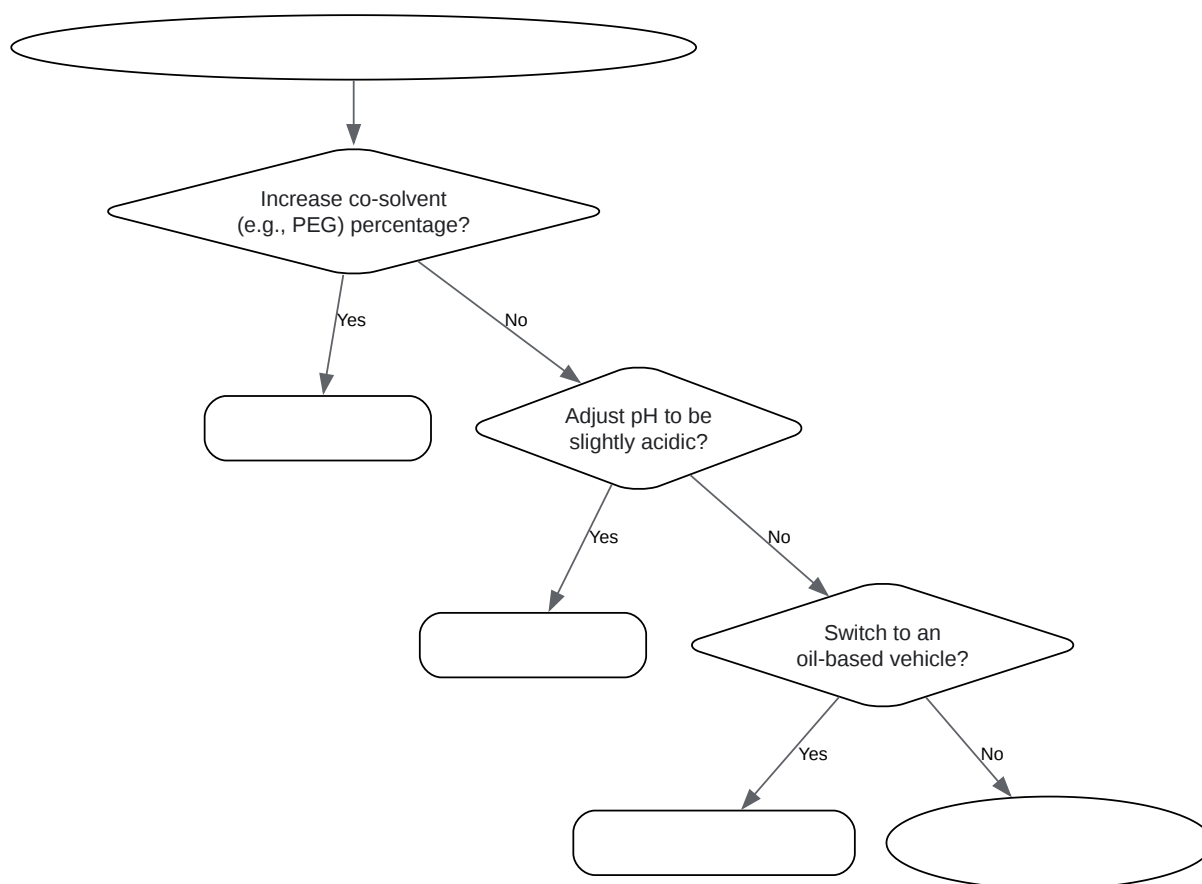 Increase co-solvent
(e.g., PEG) percentage?
Yes
No
Adjust pH to be
slightly acidic?
Yes
No
Switch to an
oil-based vehicle?
Yes
No